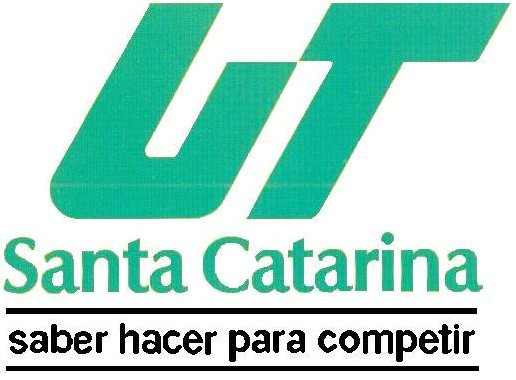 UT
Santa Catarina
saber hacer para competir